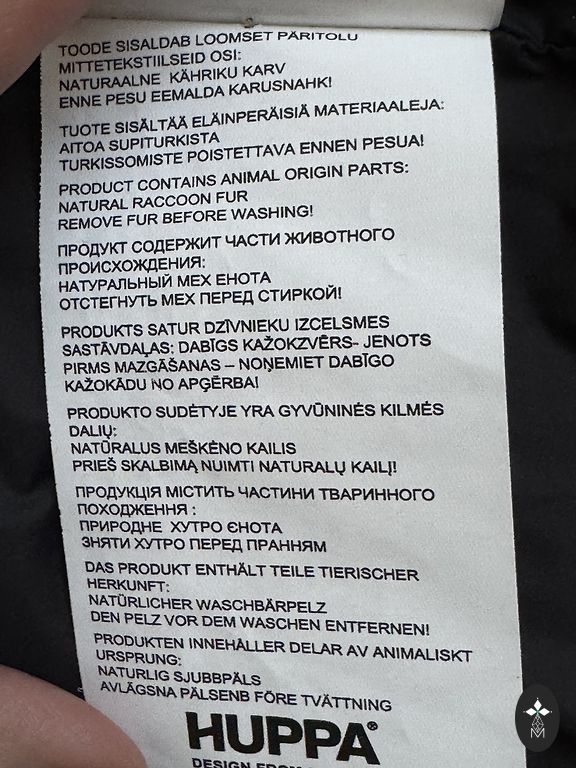 TOODE SISALDAB LOOMSET PÄRITOLU
MITTETEKSTIILSEID OSI:
NATURAALNE KÄHRIKU KARV
ENNE PESU EEMALDA KARUSNAHK!
TUOTE SISÄLTÄÄ ELÄINPERÄISIÄ MATERIAALEJA:
AITOA SUPITURKISTA
TURKISSOMISTE POISTETTAVA ENNEN PESUA!
PRODUCT CONTAINS ANIMAL ORIGIN PARTS:
NATURAL RACCOON FUR
REMOVE FUR BEFORE WASHING!
ПРОДУКТ СОДЕРЖИТ ЧАСТИ ЖИВОТНОГО
ПРОИСХОЖДЕНИЯ:
НАТУРАЛЬНЫЙ МЕХ ЕНОТА
ОТСТЕГНУТЬ МЕХ ПЕРЕД СТИРКОЙ!
PRODUKTS SATUR DZĪVNIEKU IZCELSMES
SASTĀVDAĻAS: DABĪGS KAŽOKZVĒRS- JENOTS
PIRMS MAZGĀŠANAS – NOŅEMIET DABĪGO
KAŽOKĀDU NO APĢĒRBA!
PRODUKTO SUDĖTYJE YRA GYVŪNINĖS KILMĖS
DALIŲ:
NATŪRALUS MEŠKĖNO KAILIS
PRIEŠ SKALBIMĄ NUIMTI NATURALŲ KAILĮ!
ПРОДУКЦІЯ МІСТИТЬ ЧАСТИНИ ТВАРИННОГО
ПОХОДЖЕННЯ :
ПРИРОДНЕ ХУТРО ЄНОТА
ЗНЯТИ ХУТРО ПЕРЕД ПРАННЯМ
DAS PRODUKT ENTHÄLT TEILE TIERISCHER
HERKUNFT:
NATÜRLICHER WASCHBÄRPELZ
DEN PELZ VOR DEM WASCHEN ENTFERNEN!
PRODUKTEN INNEHÅLLER DELAR AV ANIMALISKT
URSPRUNG:
NATURLIG SJUBBPÄLS
AVLÄGSNA PÄLSENB FÖRE TVÄTTNING
HUPPA®
DESIGN FROM